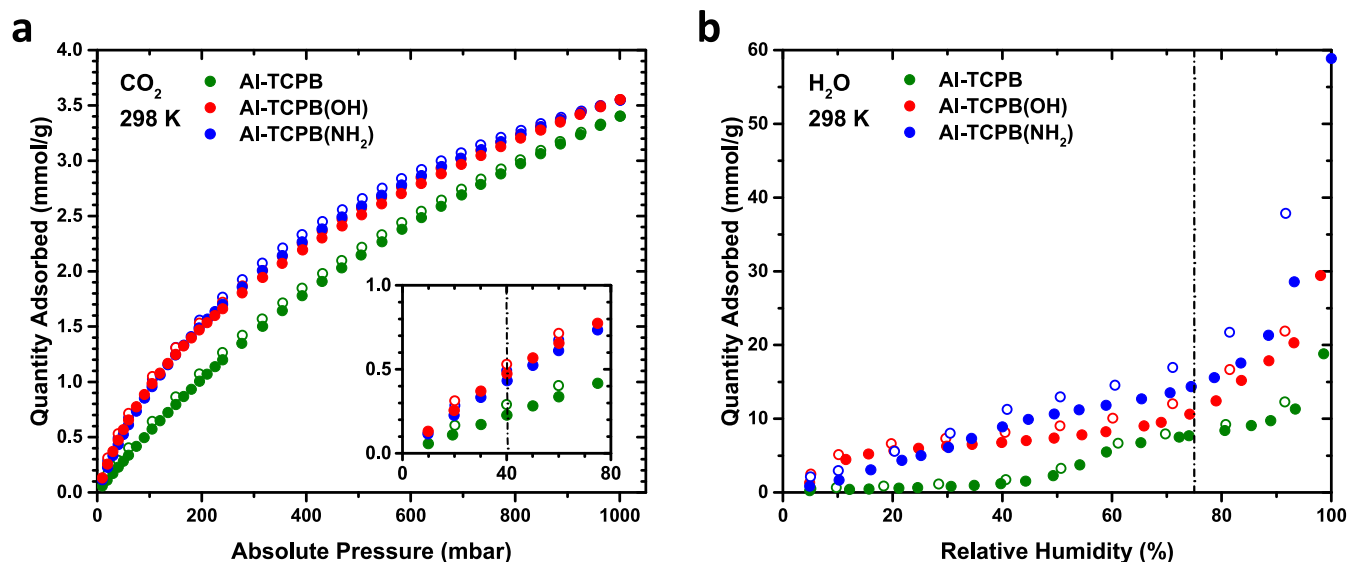 a
CO2
298 K
Al-TCPB
Al-TCPB(OH)
Al-TCPB(NH2)
Quantity Adsorbed (mmol/g)
4.0
3.5
3.0
2.5
2.0
1.5
1.0
0.5
0.0
1.0
0.5
0.0
0 40 80
0 200 400 600 800 1000
Absolute Pressure (mbar)
b
H2O
298 K
Al-TCPB
Al-TCPB(OH)
Al-TCPB(NH2)
Quantity Adsorbed (mmol/g)
60
50
40
30
20
10
0
0 20 40 60 80 100
Relative Humidity (%)